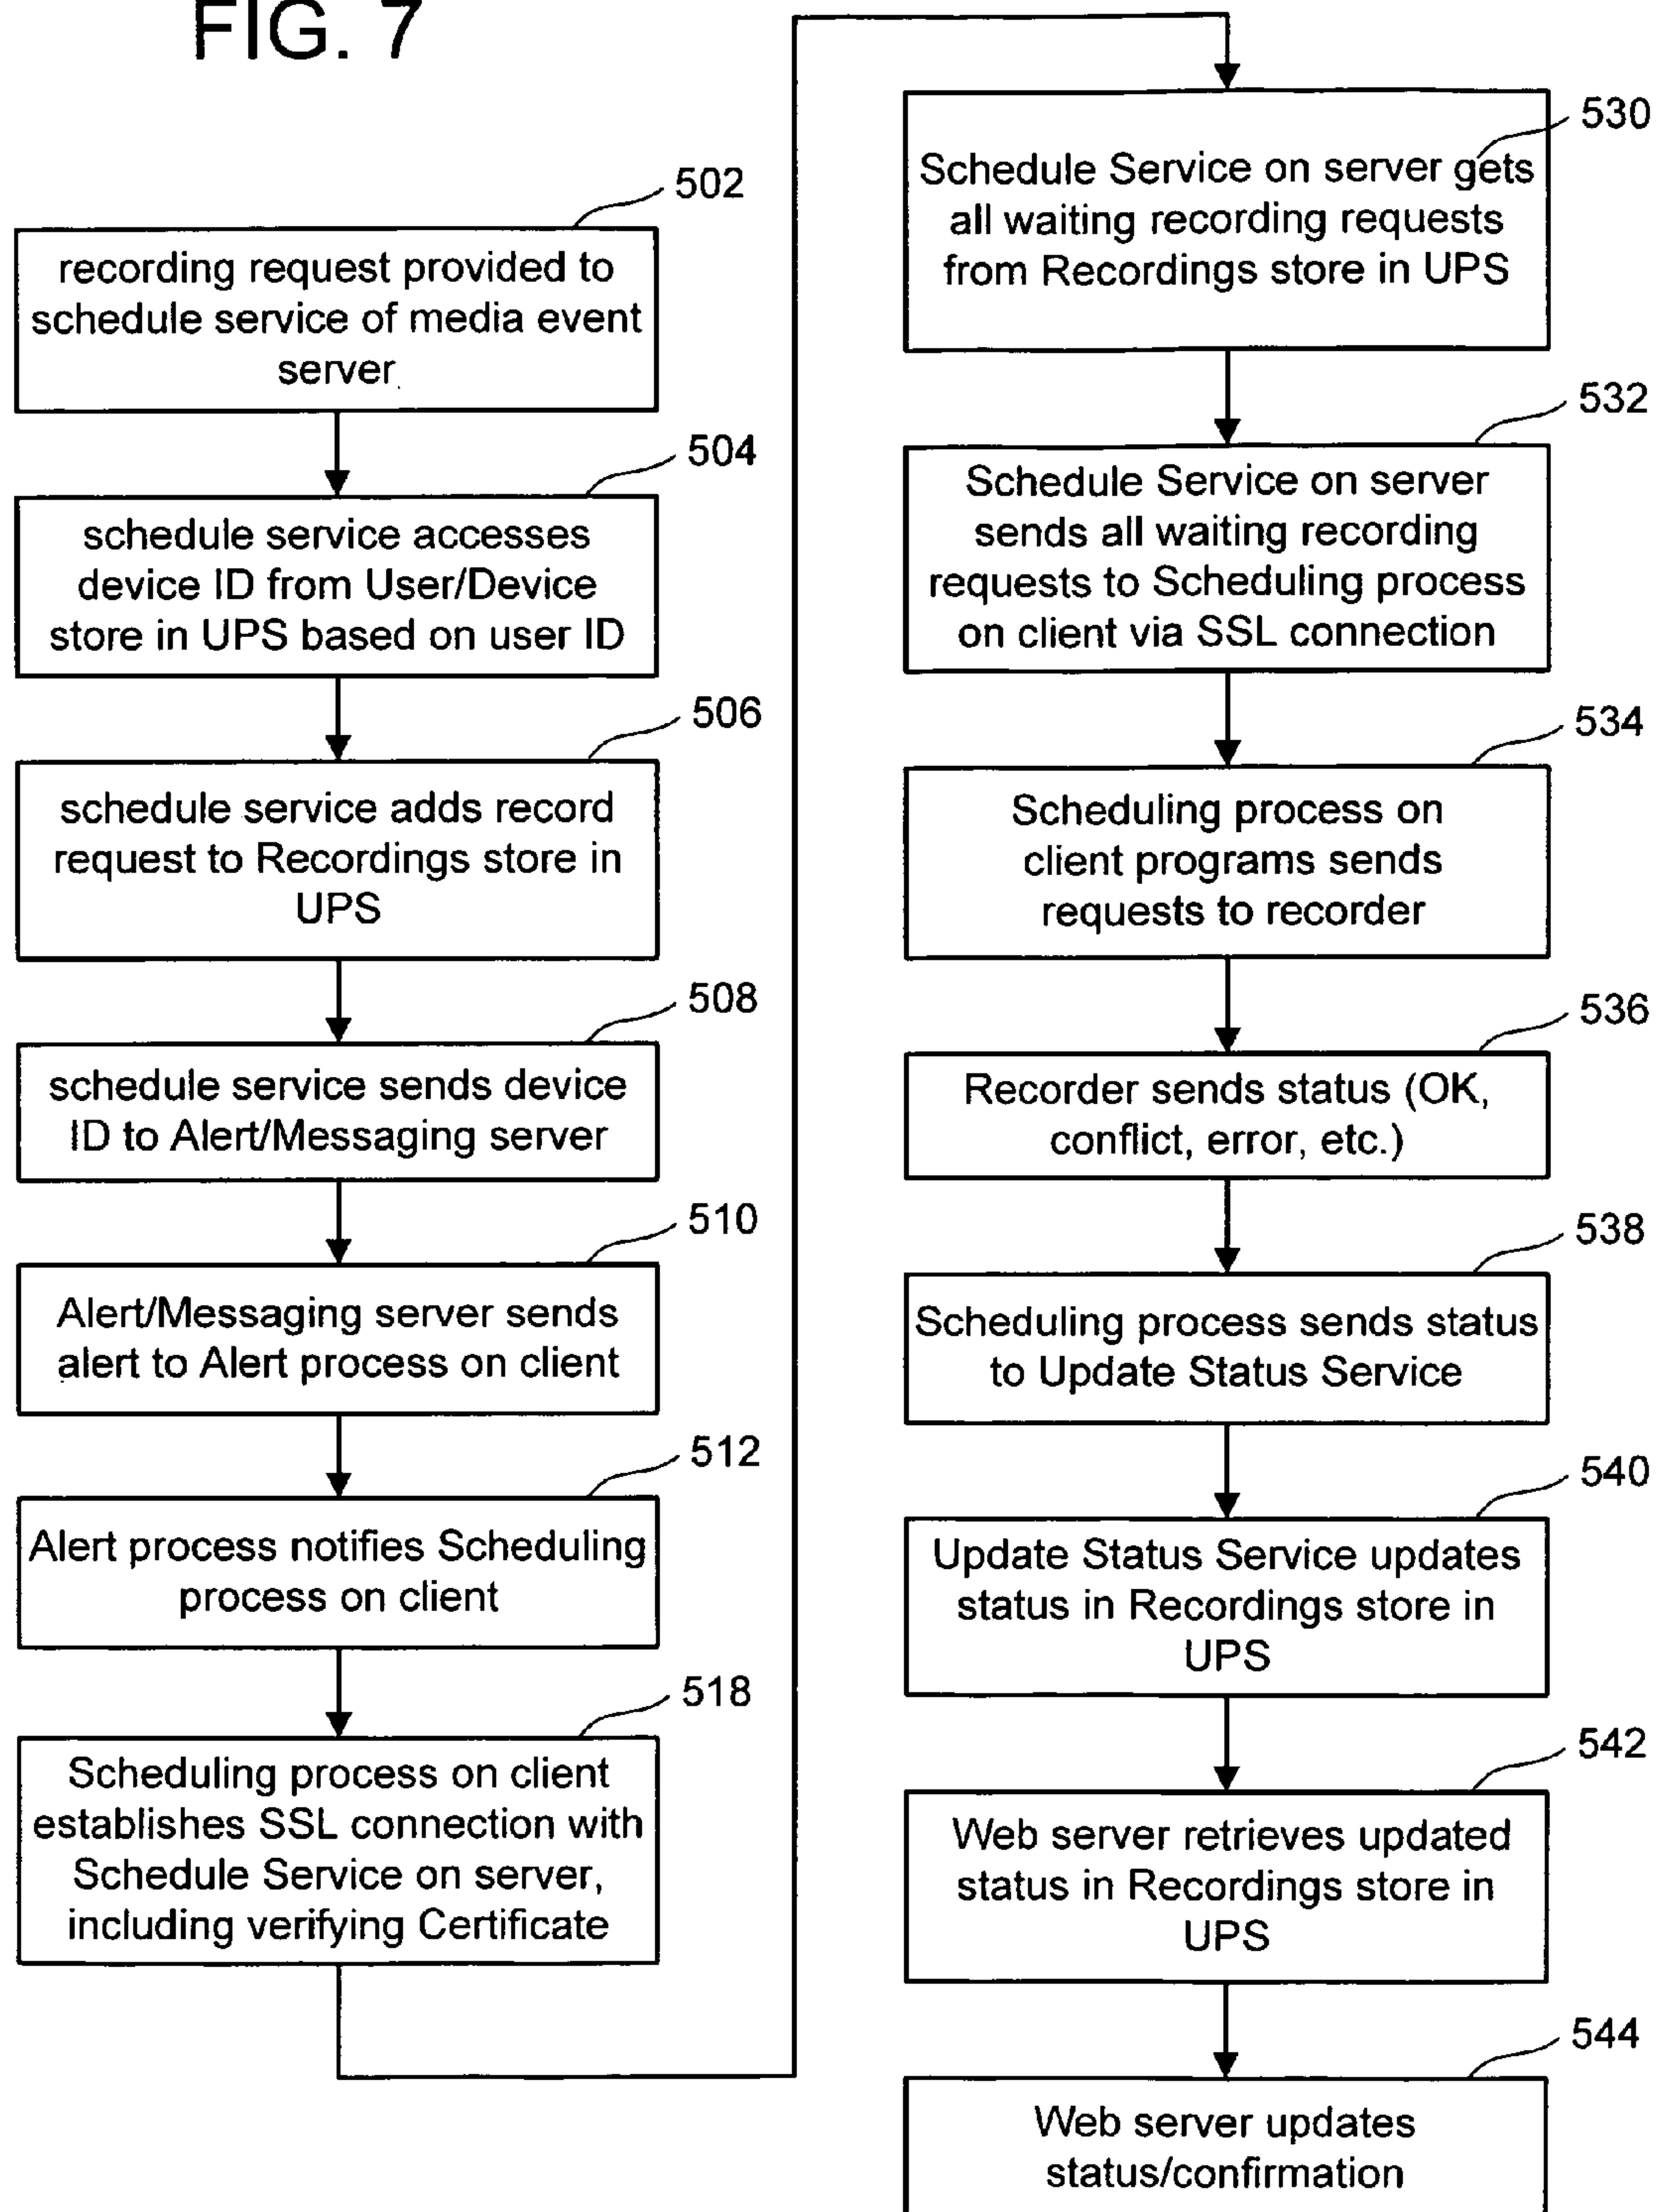 FIG. 7
502
recording request provided to
schedule service of media event
server
504
schedule service accesses
device ID from User/Device
store in UPS based on user ID
506
schedule service adds record
request to Recordings store in
UPS
508
schedule service sends device
ID to Alert/Messaging server
510
Alert/Messaging server sends
alert to Alert process on client
512
Alert process notifies Scheduling
process on client
518
Scheduling process on client
establishes SSL connection with
Schedule Service on server,
including verifying Certificate
530
Schedule Service on server gets
all waiting recording requests
from Recordings store in UPS
532
Schedule Service on server
sends all waiting recording
requests to Scheduling process
on client via SSL connection
534
Scheduling process on
client programs sends
requests to recorder
536
Recorder sends status (OK,
conflict, error, etc.)
538
Scheduling process sends status
to Update Status Service
540
Update Status Service updates
status in Recordings store in
UPS
542
Web server retrieves updated
status in Recordings store in
UPS
544
Web server updates
status/confirmation